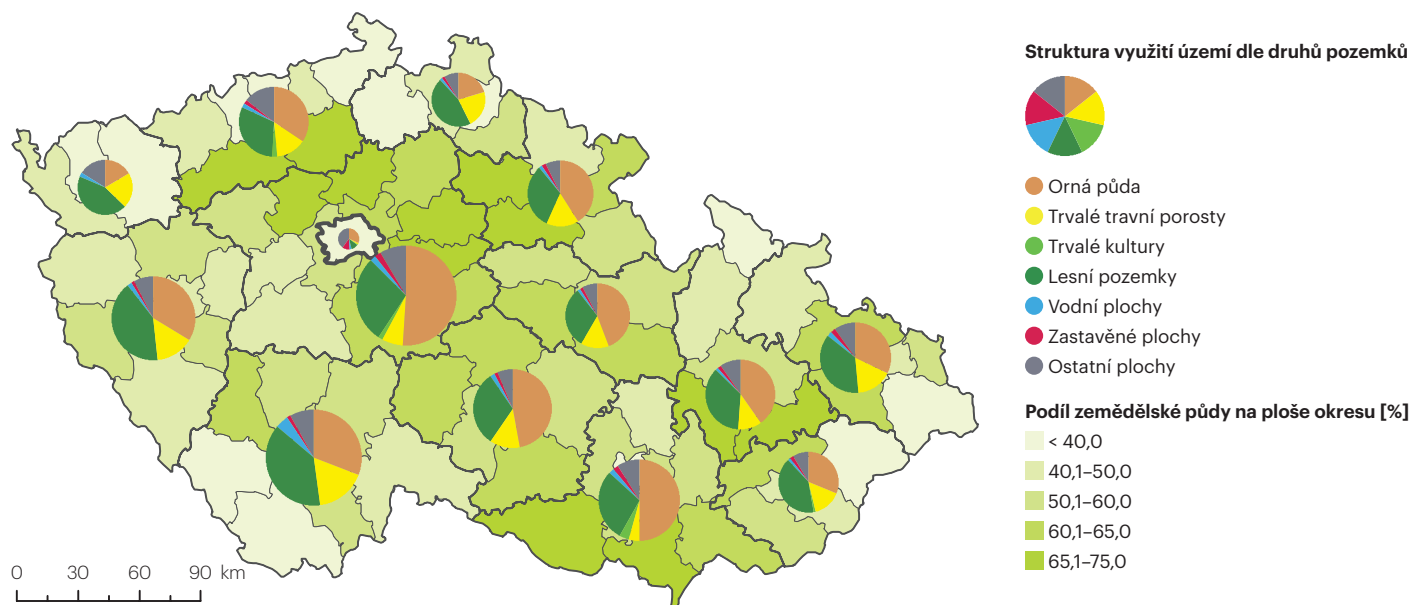 Struktura využití území dle druhů pozemků
Orná půda
Trvalé travní porosty
Trvalé kultury
Lesní pozemky
Vodní plochy
Zastavěné plochy
Ostatní plochy
Podíl zemědělské půdy na ploše okresu [%]
< 40,0
40,1–50,0
50,1–60,0
60,1–65,0
65,1–75,0
0 30 60 90 km